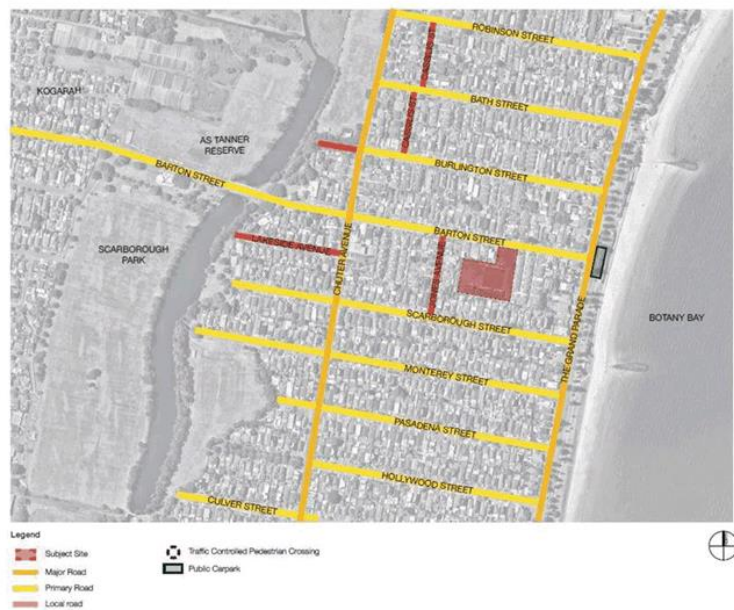 ROBINSON STREET
KOGARAH
BATH STREET
AS TANNER
RESERVE
BURLINGTON STREET
BARTON STREET
BARTON STREET
SCARBOROUGH
PARK
LAKESIDE AVENUE
CHUTER AVENUE
SCARBOROUGH STREET
THE GRAND PARADE
BOTANY BAY
MONTEREY STREET
PASADENA STREET
HOLLYWOOD STREET
CULVER STREET
Legend
Subject Site
Major Road
Primary Road
Local road
Traffic Controlled Pedestrian Crossing
Public Carpark